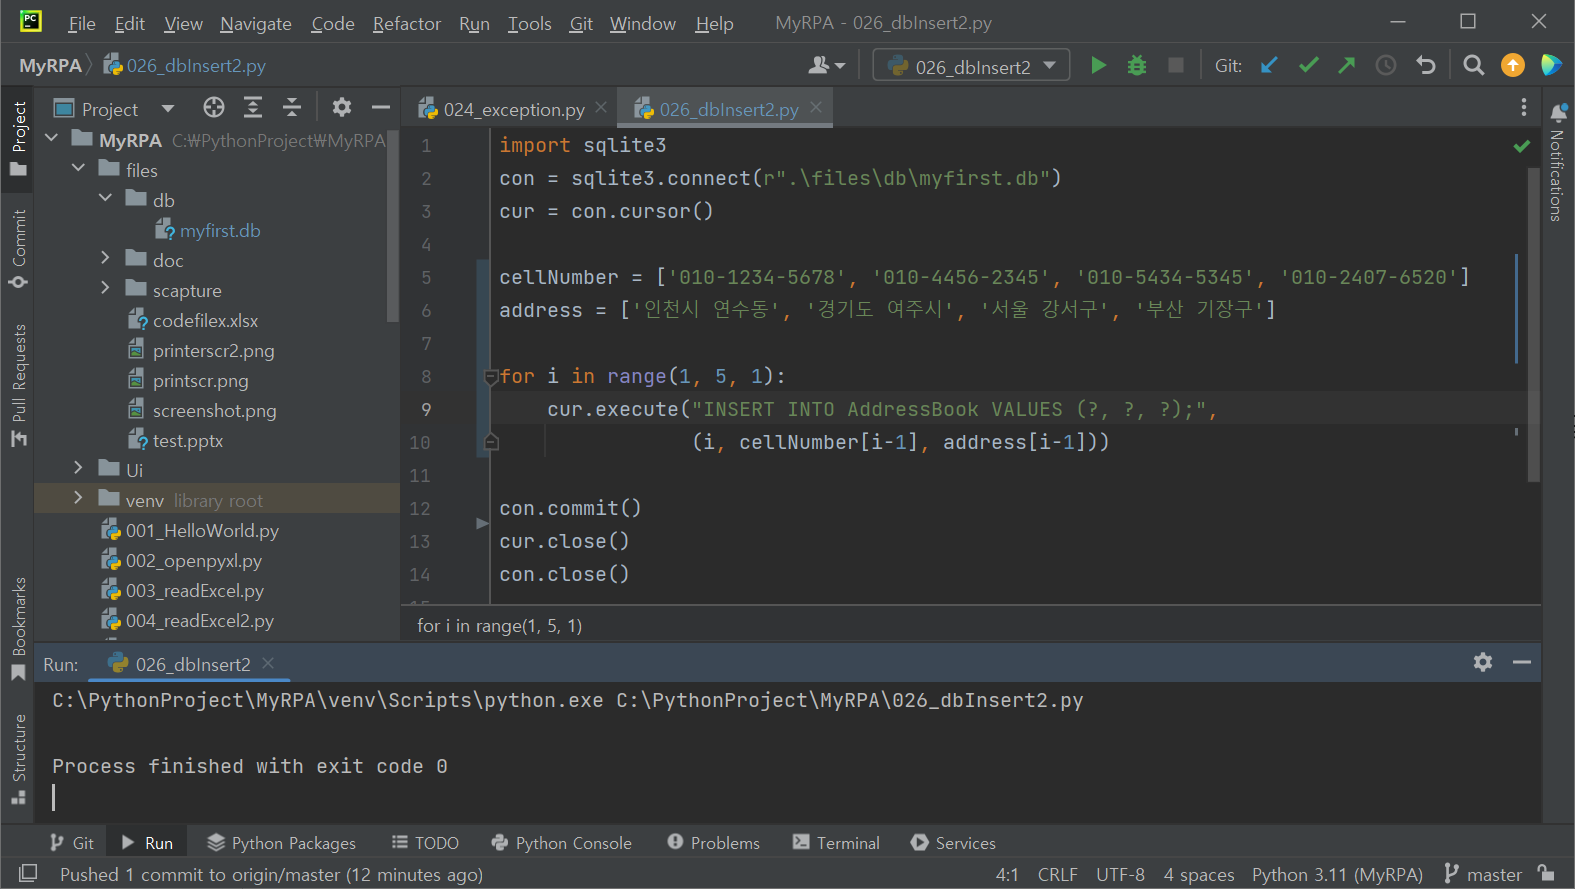 PC
File Edit View Navigate Code Refactor Run Tools Git Window Help MyRPA - 026_dbInsert2.py
MyRPA 026_dbInsert2.py 026_dbInsert2 Git:
Project
Commit
Pull Requests
Bookmarks
Structure
Project
MyRPA C:￦PythonProject￦MyRPA
files
db
myfirst.db
doc
scapture
codefilex.xlsx
printerscr2.png
printscr.png
screenshot.png
test.pptx
Ui
venv library root
001_HelloWorld.py
002_openpyxl.py
003_readExcel.py
004_readExcel2.py
024_exception.py 026_dbInsert2.py
1 import sqlite3
2 con = sqlite3.connect(r".\files\db\myfirst.db")
3 cur = con.cursor()
4
5 cellNumber = ['010-1234-5678', '010-4456-2345', '010-5434-5345', '010-2407-6520']
6 address = ['인천시 연수동', '경기도 여주시', '서울 강서구', '부산 기장구']
7
8 for i in range(1, 5, 1):
9 cur.execute("INSERT INTO AddressBook VALUES (?, ?, ?);",
10 (i, cellNumber[i-1], address[i-1]))
11
12 con.commit()
13 cur.close()
14 con.close()
for i in range(1, 5, 1)
Notifications
Run: 026_dbInsert2
C:\PythonProject\MyRPA\venv\Scripts\python.exe C:\PythonProject\MyRPA\026_dbInsert2.py
Process finished with exit code 0
Git Run Python Packages TODO Python Console Problems Terminal Services
Pushed 1 commit to origin/master (12 minutes ago) 4:1 CRLF UTF-8 4 spaces Python 3.11 (MyRPA) master